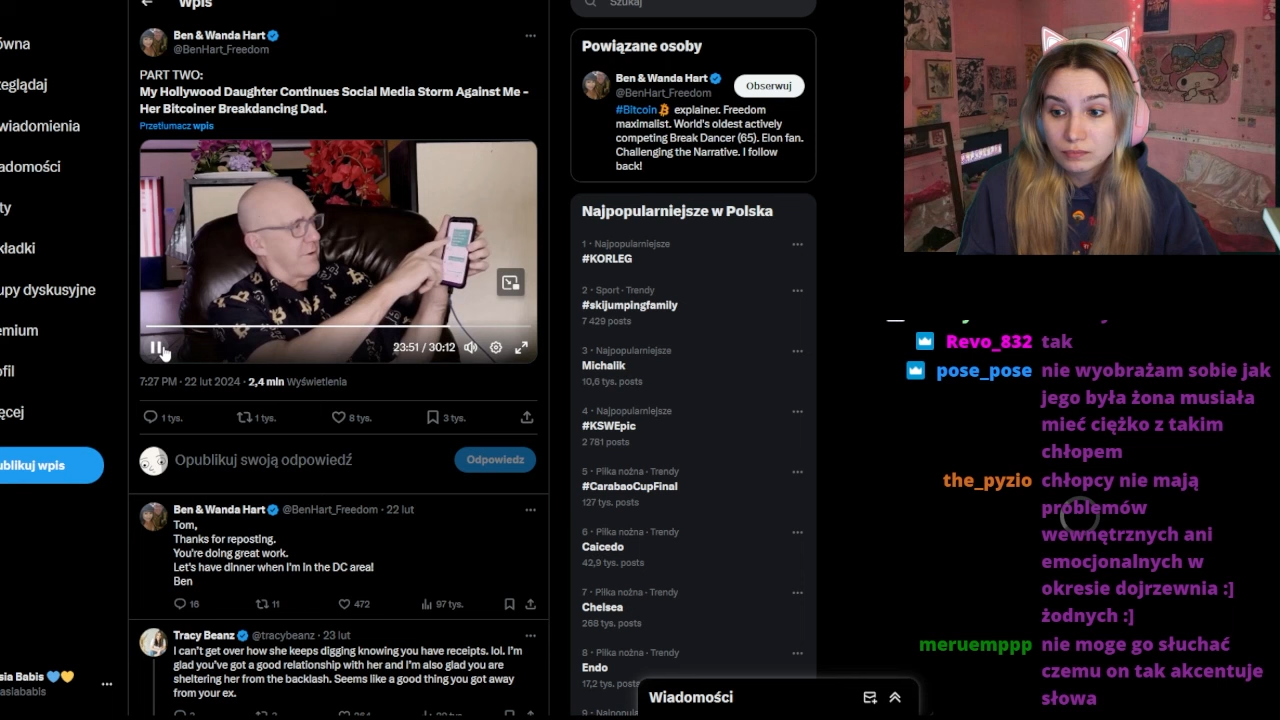 Wpis
Ben & Wanda Hart
@BenHart_Freedom
PART TWO:
My Hollywood Daughter Continues Social Media Storm Against Me -
Her Bitcoiner Breakdancing Dad.
Przetłumacz wpis
23:51 / 30:12
7:27 PM · 22 lut 2024 · 2,4 mln Wyświetlenia
1 tys.
1 tys.
8 tys.
3 tys.
Opublikuj swoją odpowiedź
Odpowiedz
Ben & Wanda Hart @BenHart_Freedom · 22 lut
Tom,
Thanks for reposting.
You're doing great work.
Let's have dinner when I'm in the DC area!
Ben
16
11
472
97 tys.
Tracy Beanz @tracybeanz · 23 lut
I can't get over how she keeps digging knowing you have receipts. lol. I'm
glad you've got a good relationship with her and I'm also glad you are
sheltering her from the backlash. Seems like a good thing you got away
from your ex.
ówna
zeglądaj
wiadomienia
adomości
ty
kładki
upy dyskusyjne
emium
ofil
ęcej
ublikuj wpis
sia Babis
aslababis
Szukaj
Powiązane osoby
Ben & Wanda Hart
@BenHart_Freedom
Obserwuj
#Bitcoin explainer. Freedom
maximalist. World's oldest actively
competing Break Dancer (65). Elon fan.
Challenging the Narrative. I follow
back!
Najpopularniejsze w Polska
1 · Najpopularniejsze
#KORLEG
2 · Sport · Trendy
#skijumpingfamily
7 429 posts
3 · Najpopularniejsze
Michalik
10,6 tys. posts
4 · Najpopularniejsze
#KSWEpic
2 781 posts
5 · Piłka nożna · Trendy
#CarabaoCupFinal
127 tys. posts
6 · Piłka nożna · Trendy
Caicedo
42,9 tys. posts
7 · Piłka nożna · Trendy
Chelsea
268 tys. posts
8 · Piłka nożna · Trendy
Endo
17,2 tys. posts
Wiadomości
Revo_832 tak
pose_pose nie wyobrażam sobie jak
jego była żona musiała
mieć ciężko z takim
chłopem
the_pyzio chłopcy nie mają
problemów
wewnętrznych ani
emocjonalnych w
okresie dojrzewnia :]
żodnych :]
meruemppp nie moge go słuchać
czemu on tak akcentuje
słowa